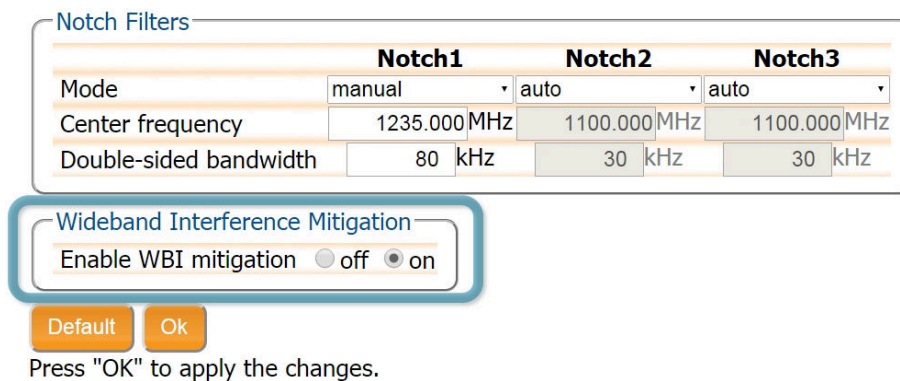 Notch Filters
Notch1 Notch2 Notch3
Mode manual auto auto
Center frequency 1235.000 MHz 1100.000 MHz 1100.000 MHz
Double-sided bandwidth 80 kHz 30 kHz 30 kHz
Wideband Interference Mitigation
Enable WBI mitigation off on
Default Ok
Press "OK" to apply the changes.